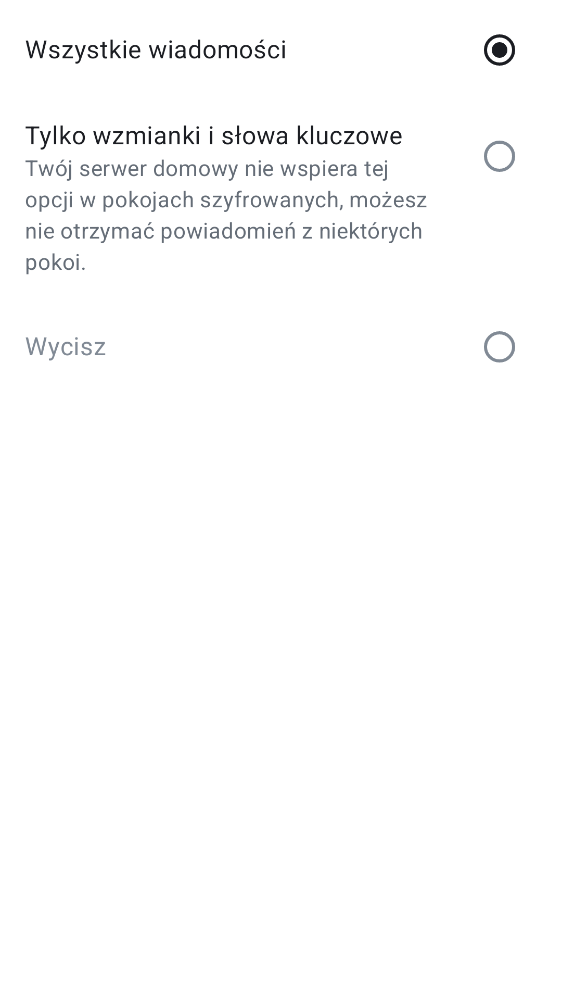 Wszystkie wiadomości
Tylko wzmianki i słowa kluczowe
Twój serwer domowy nie wspiera tej
opcji w pokojach szyfrowanych, możesz
nie otrzymać powiadomień z niektórych
pokoi.
Wycisz